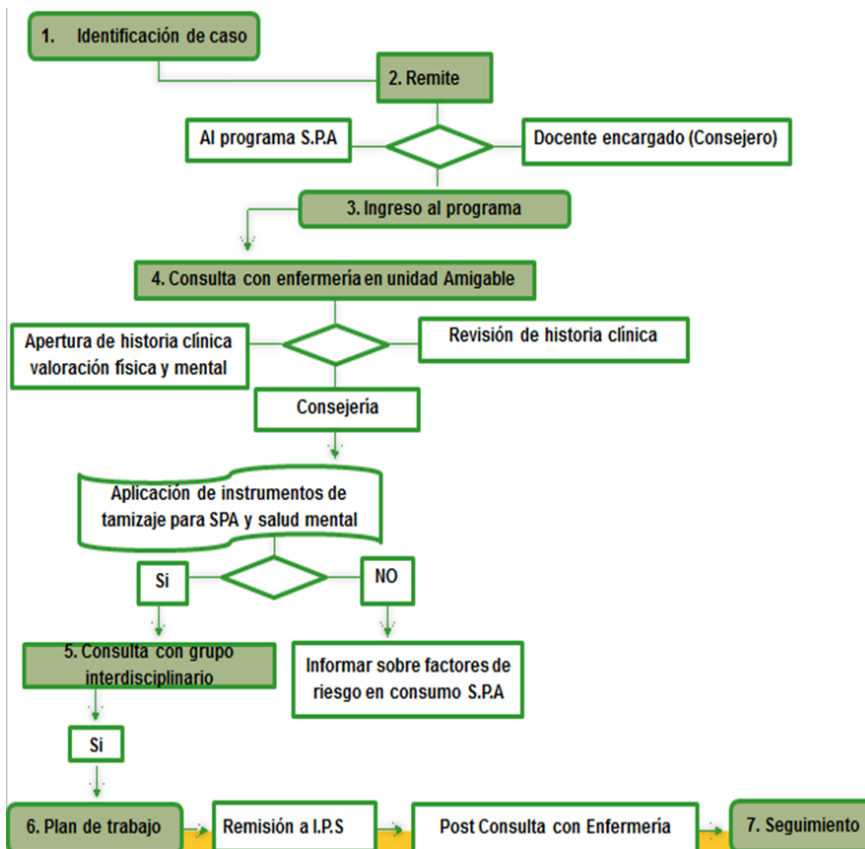 1. Identificación de caso
2. Remite
Al programa S.P.A
Docente encargado (Consejero)
3. Ingreso al programa
4. Consulta con enfermería en unidad Amigable
Apertura de historia clínica
valoración física y mental
Revisión de historia clínica
Consejería
Aplicación de instrumentos de
tamizaje para SPA y salud mental
Si
NO
5. Consulta con grupo
interdisciplinario
Informar sobre factores de
riesgo en consumo S.P.A
Si
6. Plan de trabajo
Remisión a I.P.S
Post Consulta con Enfermería
7. Seguimiento